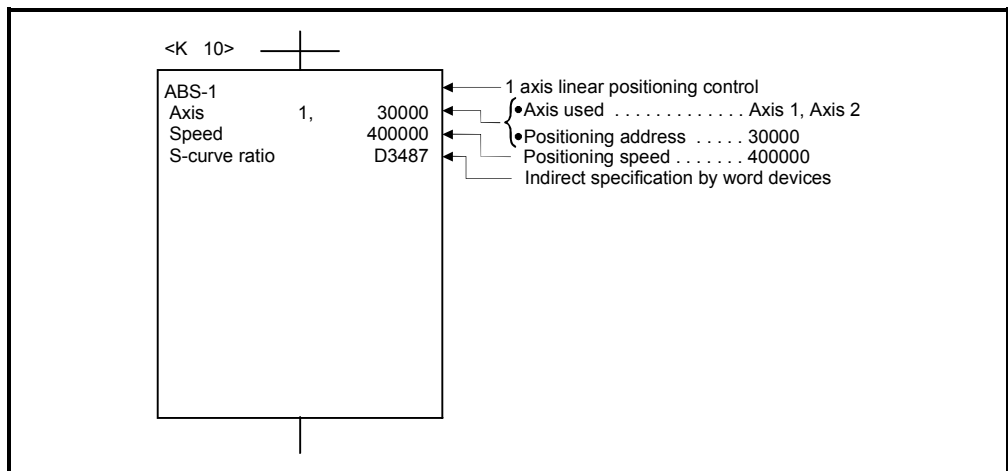 <K 10>
ABS-1
Axis 1, 30000
Speed 400000
S-curve ratio D3487
1 axis linear positioning control
•Axis used . . . . . . . . . . . . . Axis 1, Axis 2
•Positioning address . . . . . 30000
Positioning speed . . . . . . . 400000
Indirect specification by word devices